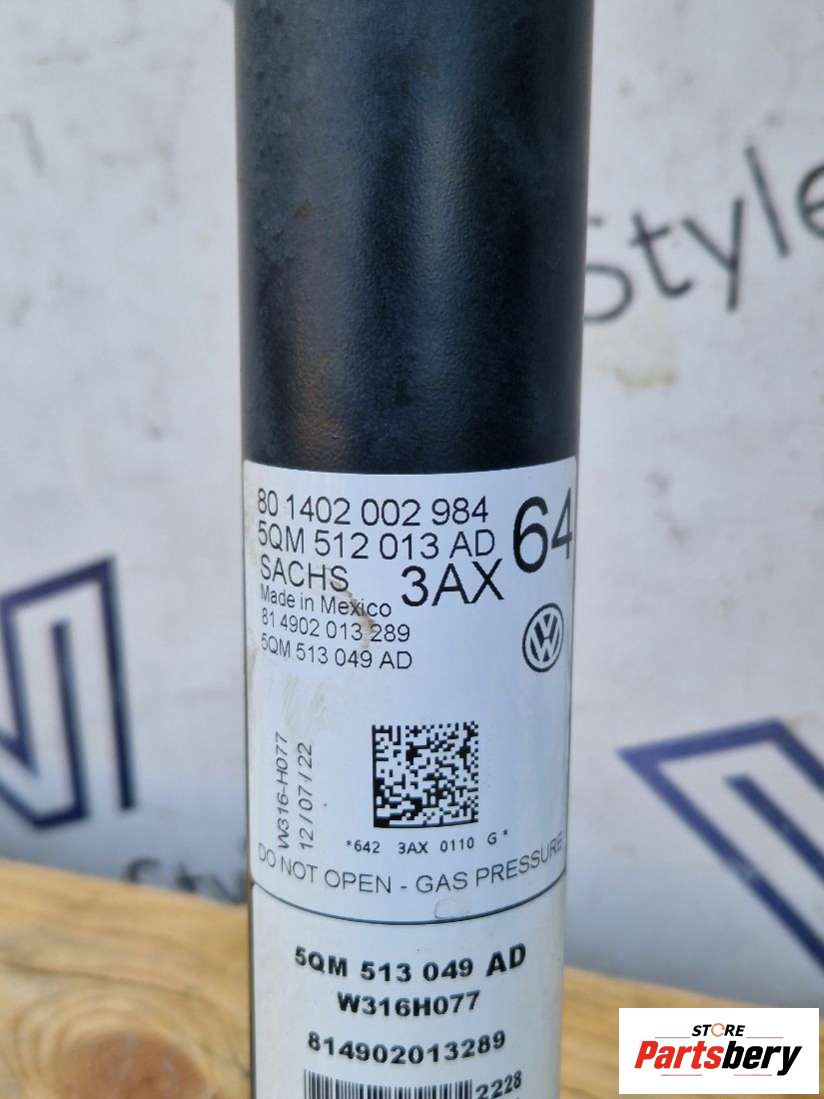 Style
80 1402 002 984
5QM 512 013 AD
64
SACHS
3AX
Made in Mexico
81 4902 013 289
5QM 513 049 AD
W316-H077
12/07/22
*642 3AX 0110 G*
DO NOT OPEN - GAS PRESSURE
5QM 513 049 AD
W316H077
814902013289
2228
STORE
Partsbery